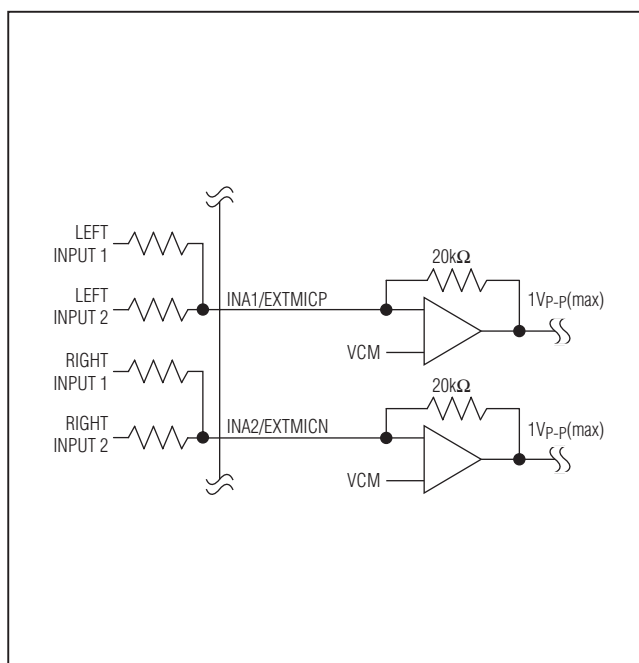 LEFT
INPUT 1
LEFT
INPUT 2
INA1/EXTMICP
20kΩ
1VP-P(max)
VCM
RIGHT
INPUT 1
RIGHT
INPUT 2
INA2/EXTMICN
20kΩ
1VP-P(max)
VCM